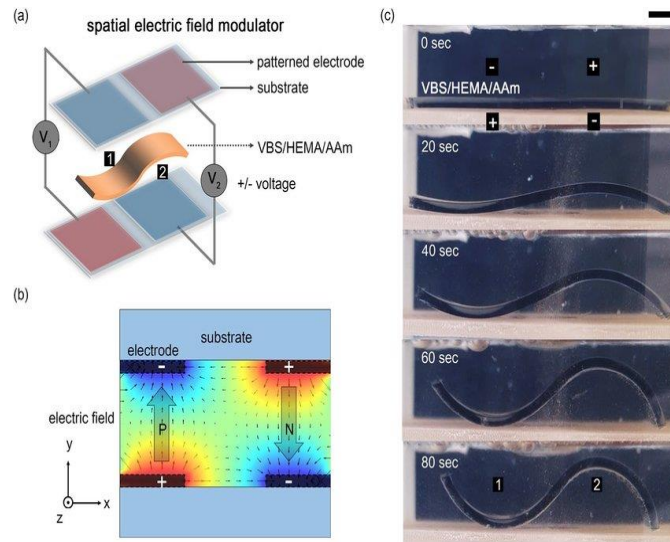 (a)
spatial electric field modulator
patterned electrode
substrate
V1
1
2
VBS/HEMA/AAm
V2
+/- voltage
(b)
substrate
electrode
- +
electric field
P N
y
z x
+ -
(c)
0 sec
- +
VBS/HEMA/AAm
+ -
20 sec
40 sec
60 sec
80 sec
1 2